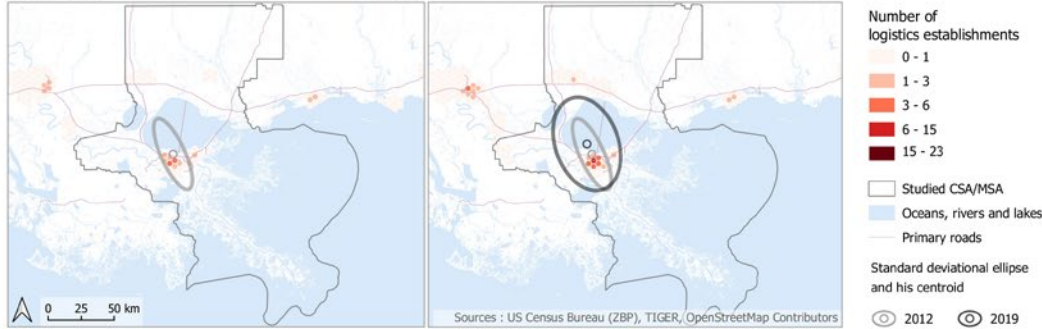 Number of
logistics establishments
0 - 1
1 - 3
3 - 6
6 - 15
15 - 23
Studied CSA/MSA
Oceans, rivers and lakes
Primary roads
Standard deviational ellipse
and his centroid
2012 2019
0 25 50 km
Sources : US Census Bureau (ZBP), TIGER, OpenStreetMap Contributors